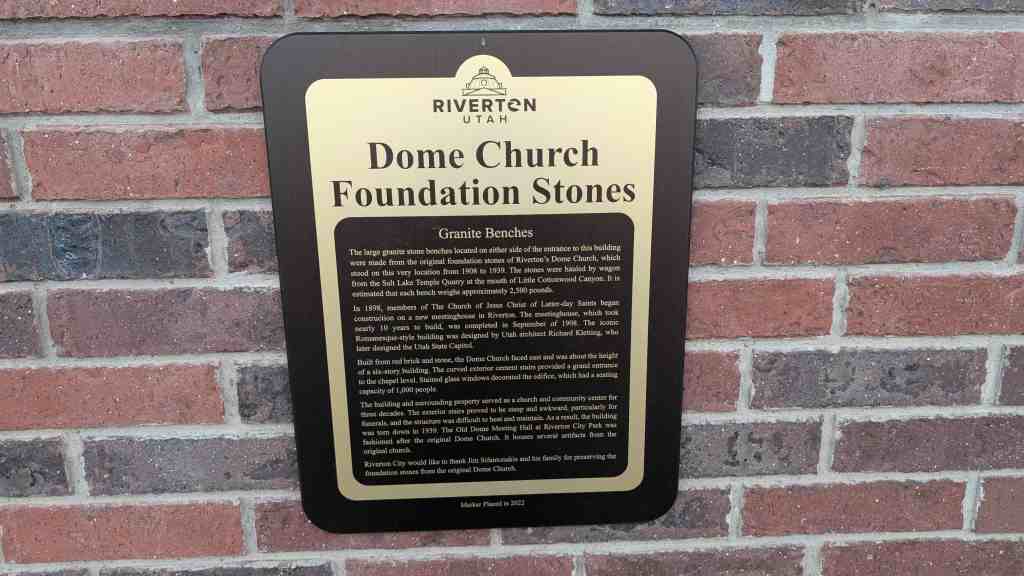 RIVERTON
UTAH
Dome Church
Foundation Stones
Granite Benches
The large granite stone benches located on either side of the entrance to this building
were made from the original foundation stones of Riverton's Dome Church, which
stood on this very location from 1908 to 1939. The stones were hauled by wagon
from the Salt Lake Temple Quarry at the mouth of Little Cottonwood Canyon. It is
estimated that each bench weighs approximately 2,500 pounds.
In 1898, members of The Church of Jesus Christ of Latter-day Saints began
construction on a new meetinghouse in Riverton. The meetinghouse, which took
nearly 10 years to build, was completed in September of 1908. The iconic
Romanesque-style building was designed by Utah architect Richard Kletting, who
later designed the Utah State Capitol.
Built from red brick and stone, the Dome Church faced east and was about the height
of a six-story building. The curved exterior cement stairs provided a grand entrance
to the chapel level. Stained glass windows decorated the edifice, which had a seating
capacity of 1,000 people.
The building and surrounding property served as a church and community center for
three decades. The exterior stairs proved to be steep and awkward, particularly for
funerals, and the structure was difficult to heat and maintain. As a result, the building
was torn down in 1939. The Old Dome Meeting Hall at Riverton City Park was
fashioned after the original Dome Church. It houses several artifacts from the
original church.
Riverton City would like to thank Jim and his family for preserving the
foundation stones from the original Dome Church.
Marker Placed in 2022